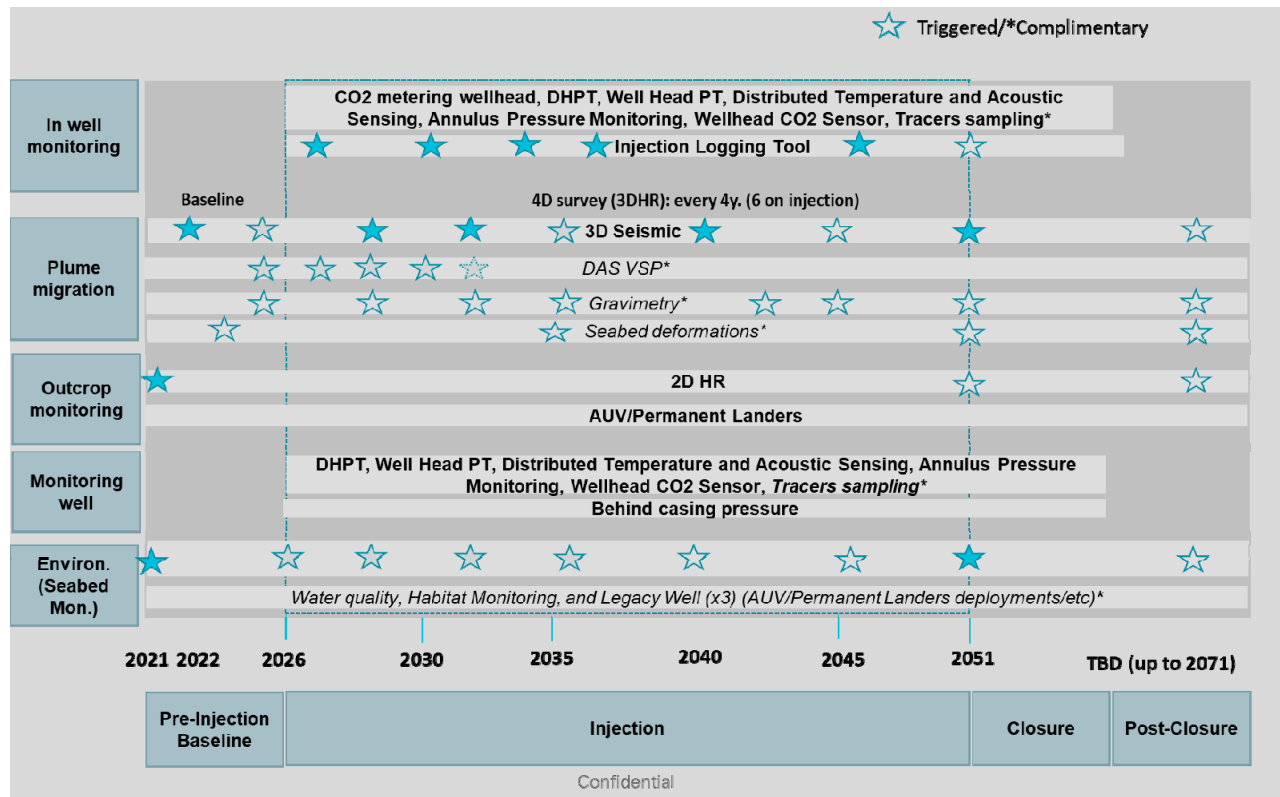 Triggered/*Complimentary
In well
monitoring
CO2 metering wellhead, DHPT, Well Head PT, Distributed Temperature and Acoustic
Sensing, Annulus Pressure Monitoring, Wellhead CO2 Sensor, Tracers sampling*
Injection Logging Tool
Baseline
4D survey (3DHR): every 4y. (6 on injection)
Plume
migration
3D Seismic
DAS VSP*
Gravimetry*
Seabed deformations*
Outcrop
monitoring
2D HR
AUV/Permanent Landers
Monitoring
well
DHPT, Well Head PT, Distributed Temperature and Acoustic Sensing, Annulus Pressure
Monitoring, Wellhead CO2 Sensor, Tracers sampling*
Behind casing pressure
Environ.
(Seabed
Mon.)
Water quality, Habitat Monitoring, and Legacy Well (x3) (AUV/Permanent Landers deployments/etc)*
2021 2022 2026 2030 2035 2040 2045 2051 TBD (up to 2071)
Pre-Injection
Baseline
Injection
Closure
Post-Closure
Confidential